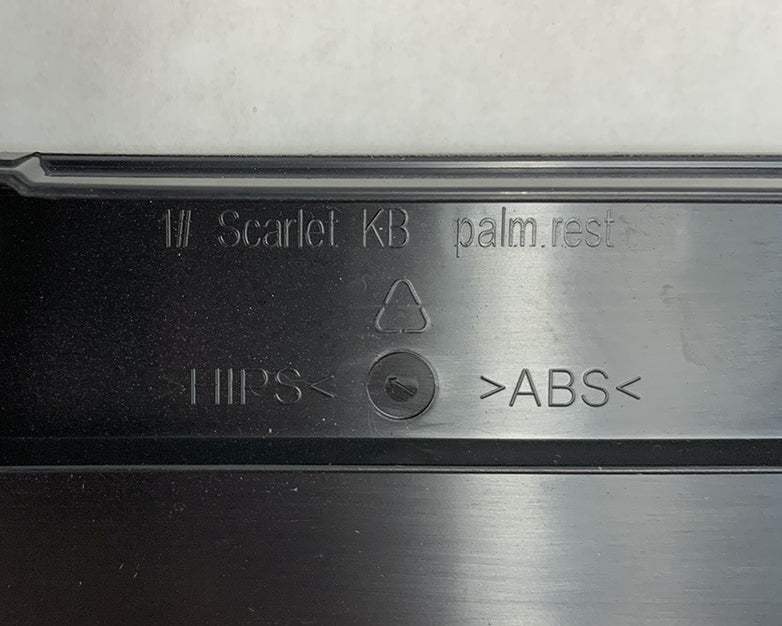 1# Scarlet KB palm.rest
>HIPS< >ABS<